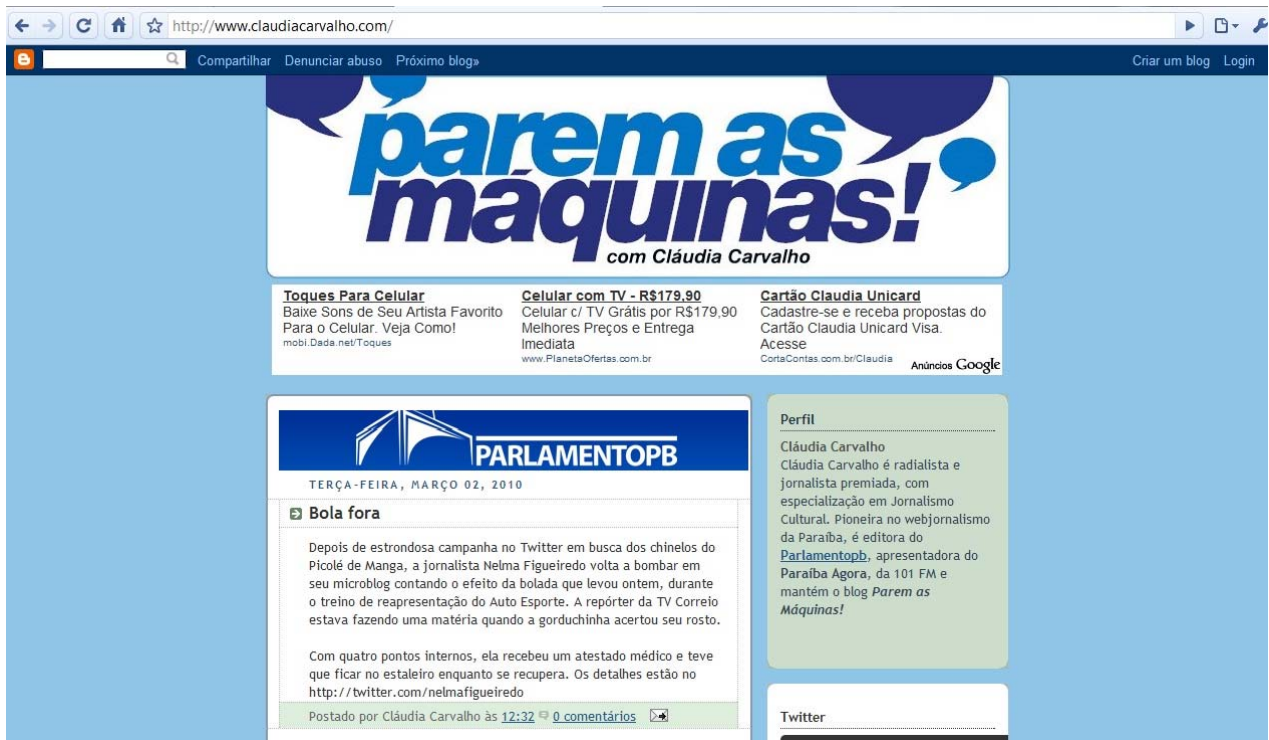 http://www.claudiacarvalho.com/
Compartilhar Denunciar abuso Próximo blog»
Criar um blog Login
parem as
máquinas!
com Cláudia Carvalho
Toques Para Celular
Baixe Sons de Seu Artista Favorito
Para o Celular. Veja Como!
mobi.Dada.net/Toques
Celular com TV - R$179,90
Celular c/ TV Grátis por R$179,90
Melhores Preços e Entrega
Imediata
www.PlanetaOfertas.com.br
Cartão Claudia Unicard
Cadastre-se e receba propostas do
Cartão Claudia Unicard Visa.
Acesse
CortaContas.com.br/Claudia
Anúncios Google
PARLAMENTOPB
TERÇA-FEIRA, MARÇO 02, 2010
Bola fora
Depois de estrondosa campanha no Twitter em busca dos chinelos do
Picolé de Manga, a jornalista Nelma Figueiredo volta a bombar em
seu microblog contando o efeito da bolada que levou ontem, durante
o treino de reapresentação do Auto Esporte. A repórter da TV Correio
estava fazendo uma matéria quando a gorduchinha acertou seu rosto.
Com quatro pontos internos, ela recebeu um atestado médico e teve
que ficar no estaleiro enquanto se recupera. Os detalhes estão no
http://twitter.com/nelmafigueiredo
Postado por Cláudia Carvalho às 12:32 0 comentários
Perfil
Cláudia Carvalho
Cláudia Carvalho é radialista e
jornalista premiada, com
especialização em Jornalismo
Cultural. Pioneira no webjornalismo
da Paraíba, é editora do
Parlamentopb, apresentadora do
Paraíba Agora, da 101 FM e
mantém o blog Parem as
Máquinas!
Twitter